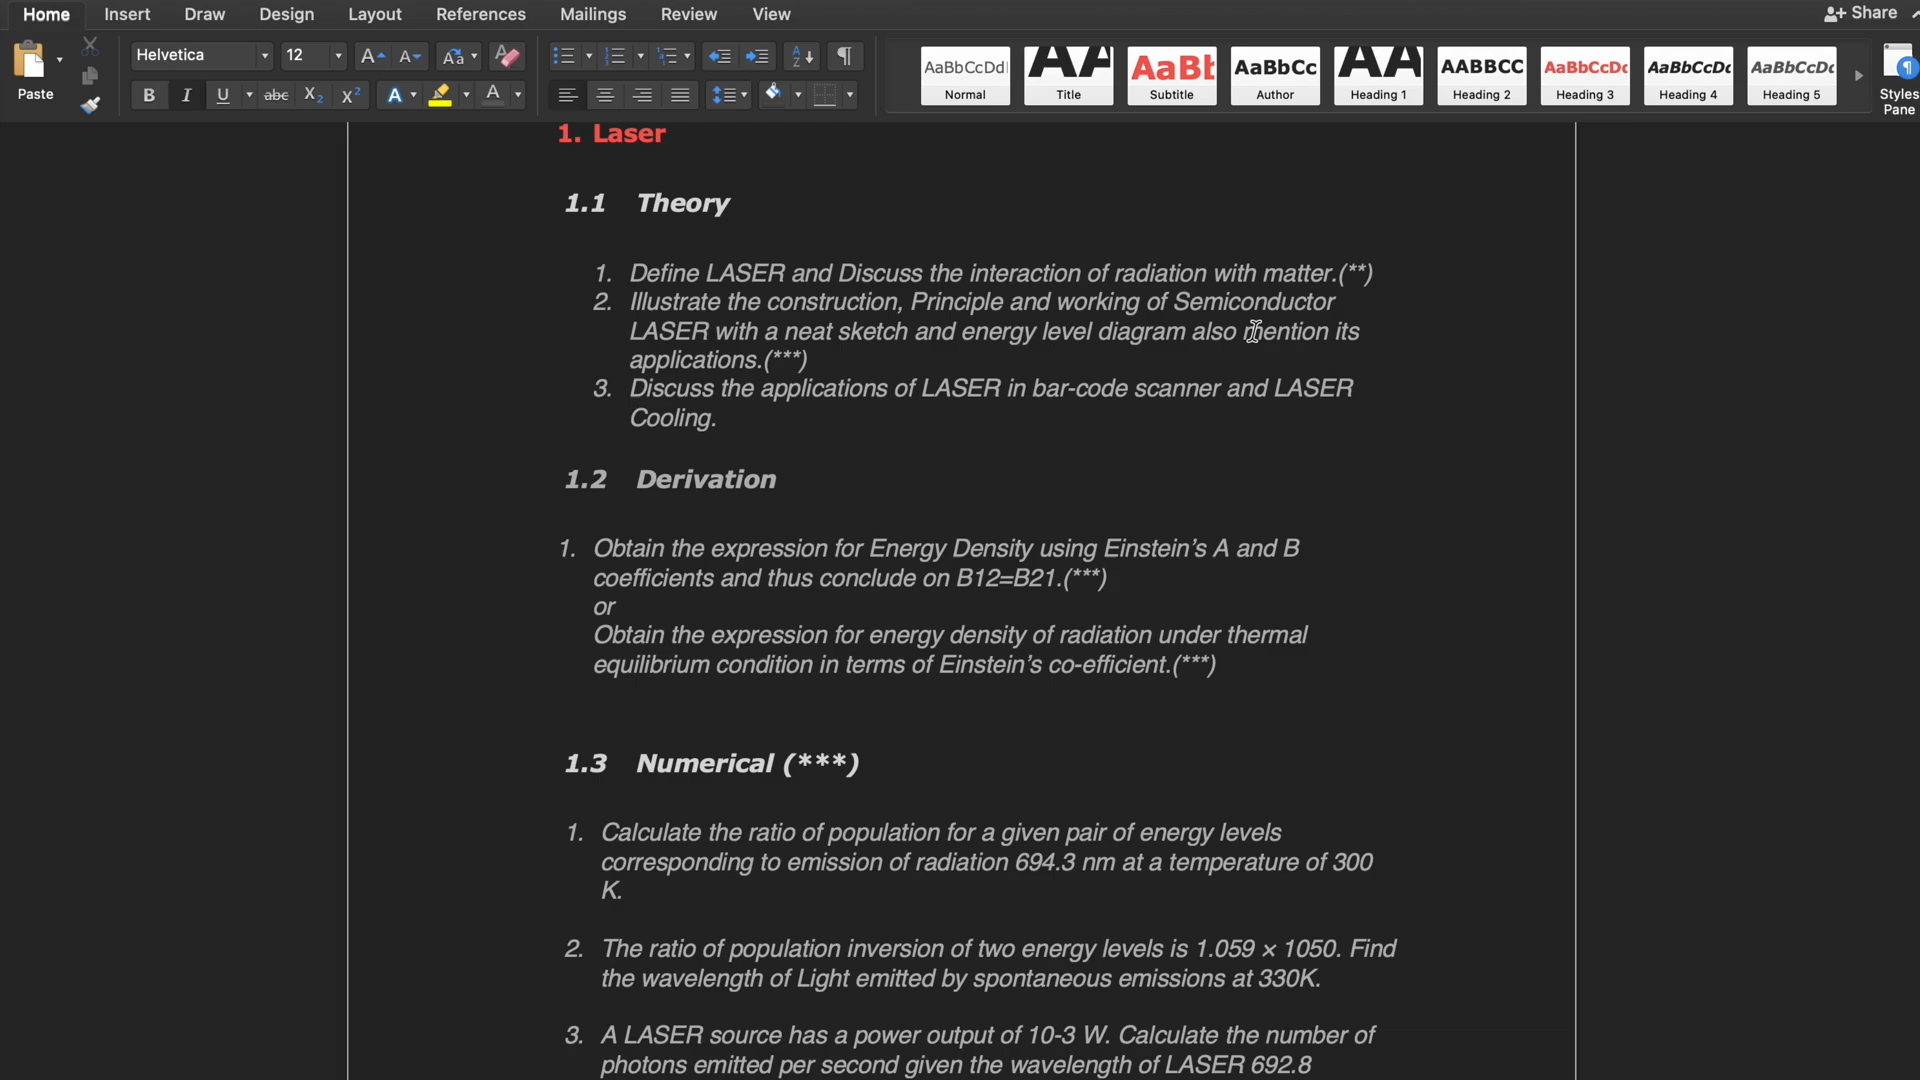 Home Insert Draw Design Layout References Mailings Review View Share
Paste
Helvetica 12
AaBbCcDd Normal
AA Title
AaBb Subtitle
AaBbCc Author
AA Heading 1
AABBCC Heading 2
AaBbCcDc Heading 3
AaBbCcDc Heading 4
AaBbCcDc Heading 5
Styles
Pane
1. Laser
1.1 Theory
1. Define LASER and Discuss the interaction of radiation with matter.(**)
2. Illustrate the construction, Principle and working of Semiconductor
LASER with a neat sketch and energy level diagram also mention its
applications.(***)
3. Discuss the applications of LASER in bar-code scanner and LASER
Cooling.
1.2 Derivation
1. Obtain the expression for Energy Density using Einstein’s A and B
coefficients and thus conclude on B12=B21.(***)
or
Obtain the expression for energy density of radiation under thermal
equilibrium condition in terms of Einstein’s co-efficient.(***)
1.3 Numerical (***)
1. Calculate the ratio of population for a given pair of energy levels
corresponding to emission of radiation 694.3 nm at a temperature of 300
K.
2. The ratio of population inversion of two energy levels is 1.059 × 1050. Find
the wavelength of Light emitted by spontaneous emissions at 330K.
3. A LASER source has a power output of 10-3 W. Calculate the number of
photons emitted per second given the wavelength of LASER 692.8